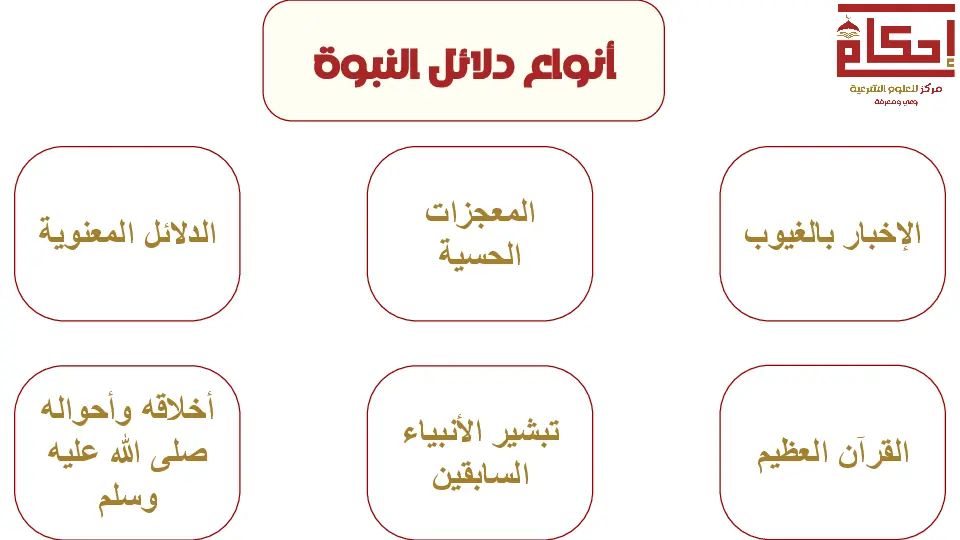 أنواع دلائل النبوة
إحكام
مركز للعلوم الشرعية
وعي ومعرفة
الإخبار بالغيوب
المعجزات
الحسية
الدلائل المعنوية
القرآن العظيم
تبشير الأنبياء
السابقين
أخلاقه وأحواله
صلى الله عليه
وسلم